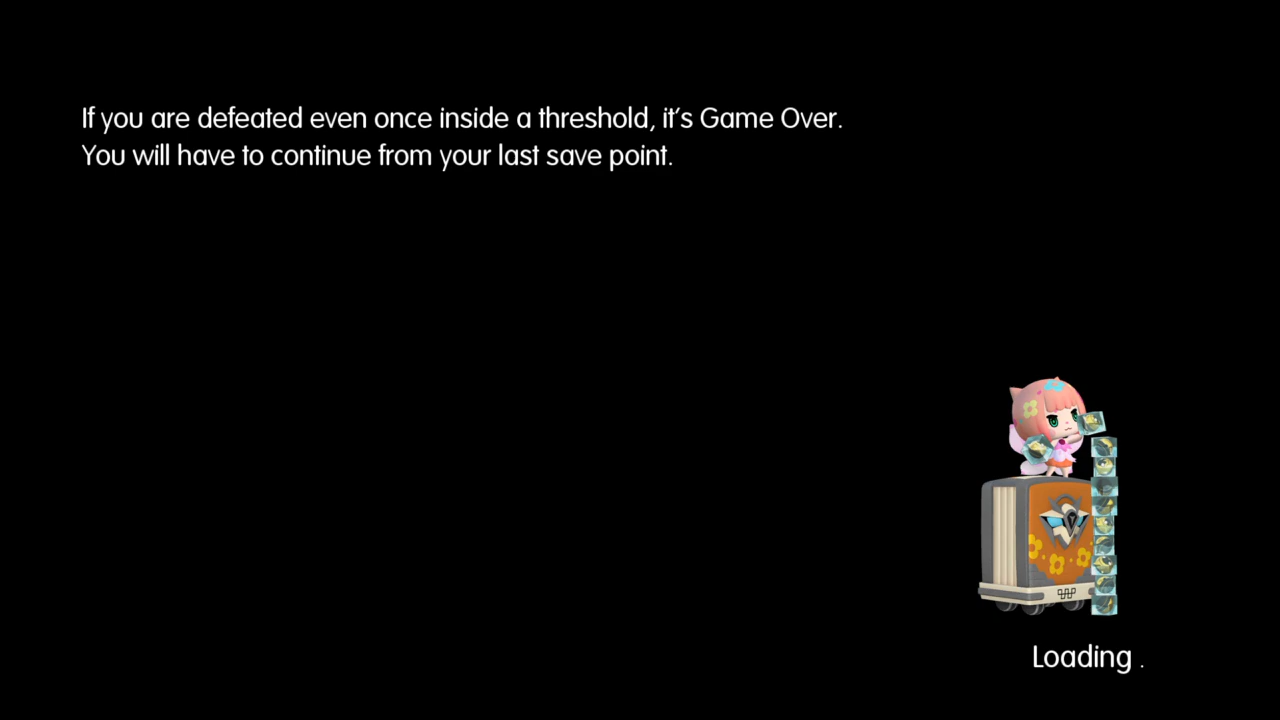 If you are defeated even once inside a threshold, it's Game Over.
You will have to continue from your last save point.
Loading .